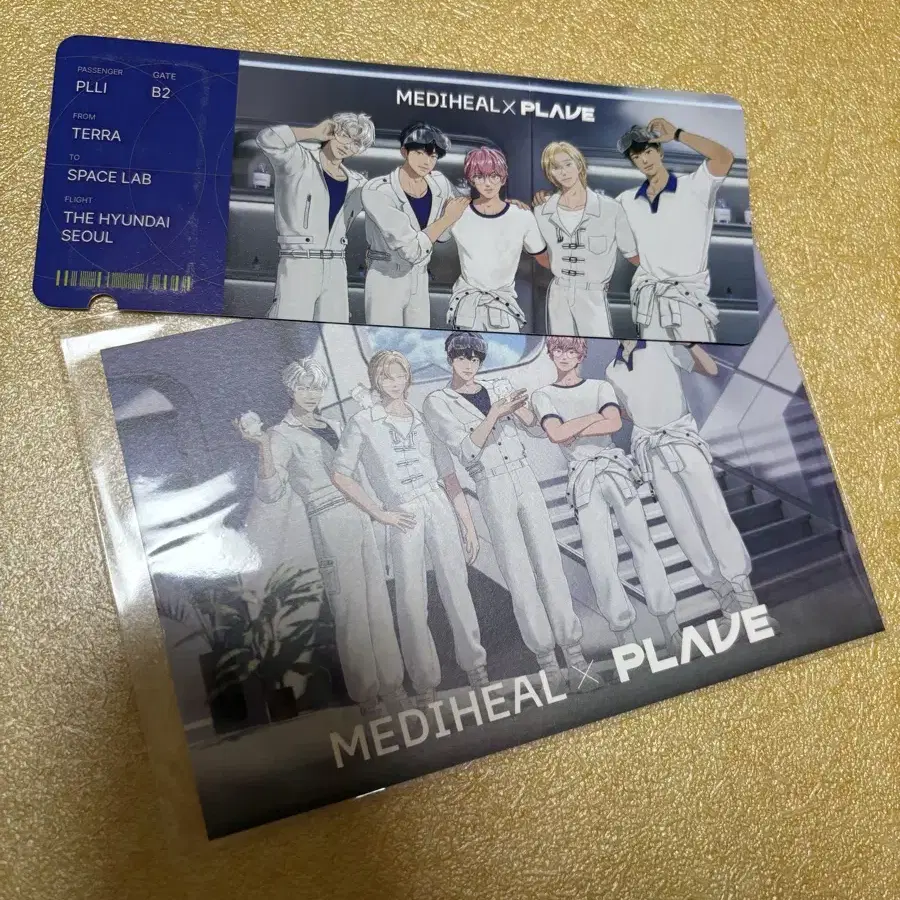 PASSENGER
PLLI
GATE
B2
FROM
TERRA
TO
SPACE LAB
FLIGHT
THE HYUNDAI
SEOUL
MEDIHEAL X PLAVE
MEDIHEAL X PLAVE